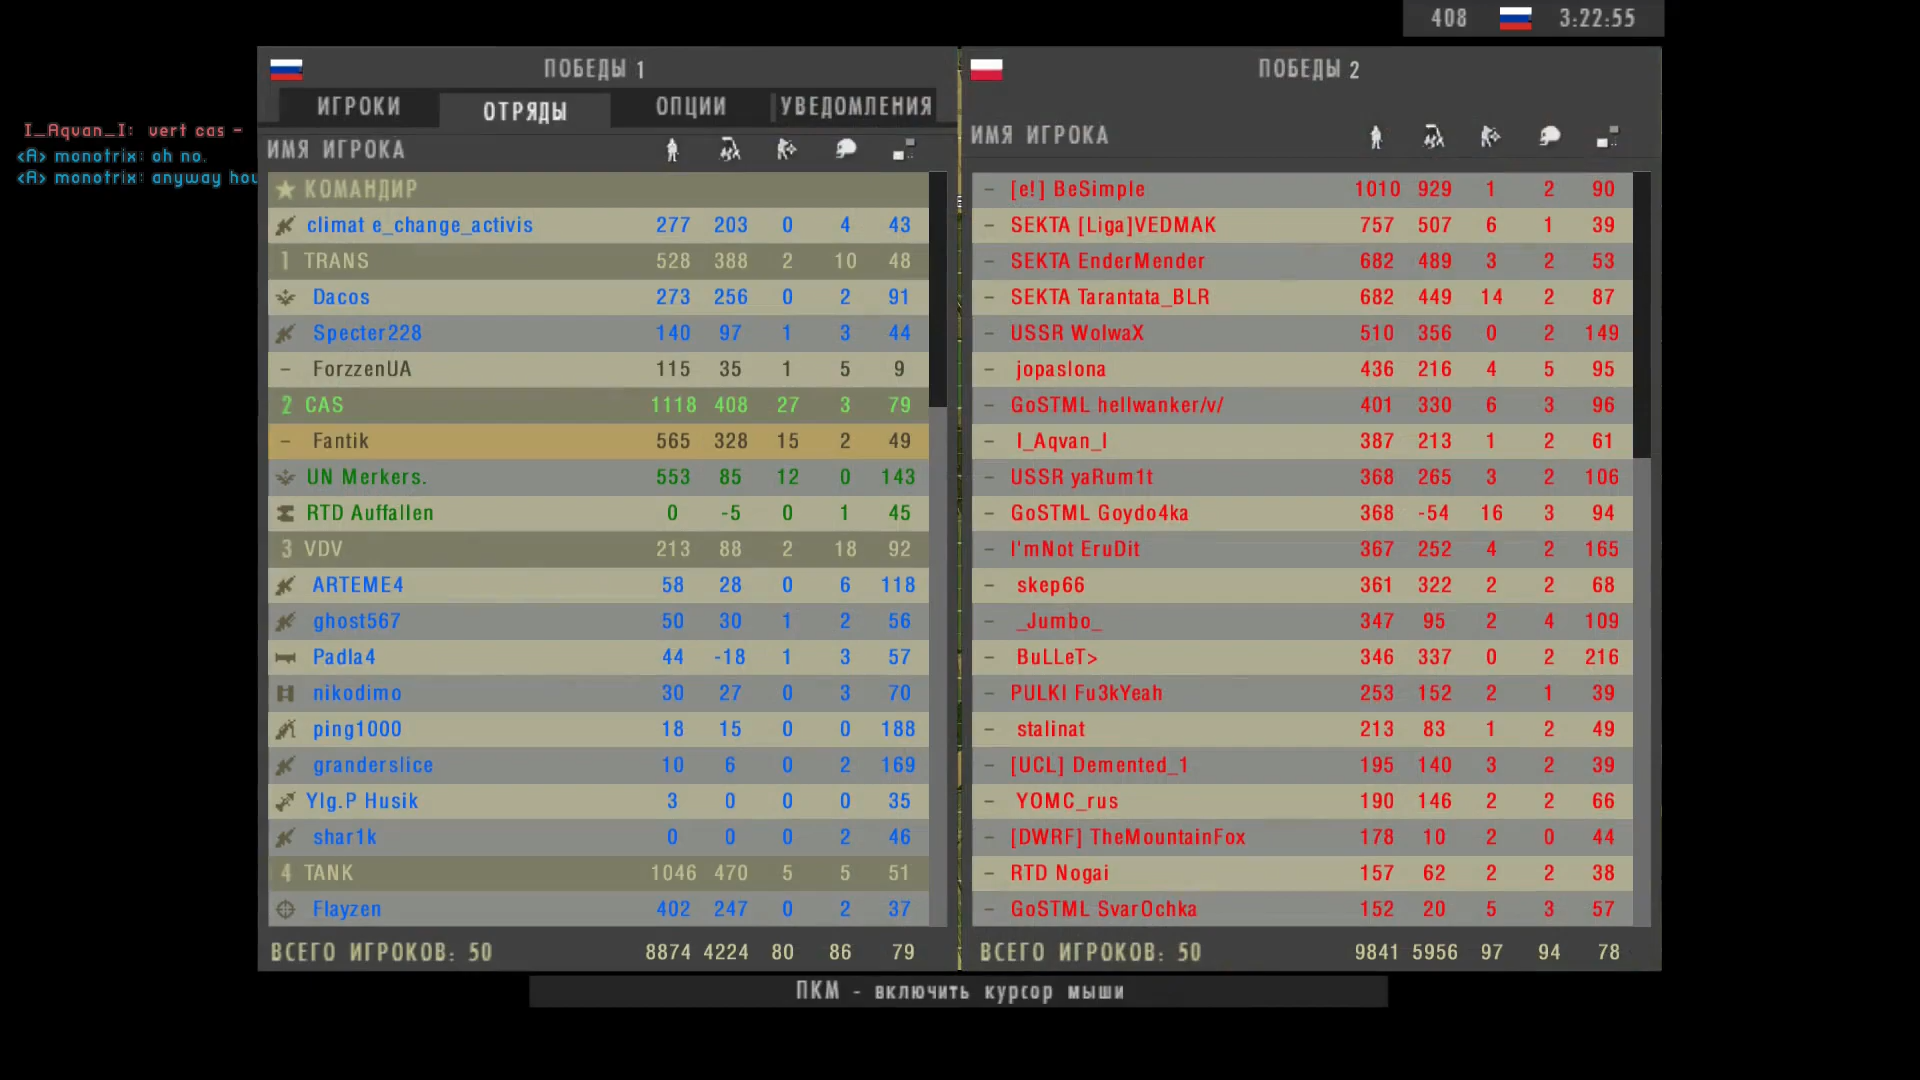 408 3:22:55
ПОБЕДЫ 1
ИГРОКИ ОТРЯДЫ ОПЦИИ УВЕДОМЛЕНИЯ
I_Aqvan_I: vert cas -
<A> monotrix: oh no.
<A> monotrix: anyway hou
ИМЯ ИГРОКА
КОМАНДИР
climat e_change_activis 277 203 0 4 43
1 TRANS 528 388 2 10 48
Dacos 273 256 0 2 91
Specter228 140 97 1 3 44
- ForzzenUA 115 35 1 5 9
2 CAS 1118 408 27 3 79
- Fantik 565 328 15 2 49
UN Merkers. 553 85 12 0 143
RTD Auffallen 0 -5 0 1 45
3 VDV 213 88 2 18 92
ARTEME4 58 28 0 6 118
ghost567 50 30 1 2 56
Padla4 44 -18 1 3 57
nikodimo 30 27 0 3 70
ping1000 18 15 0 0 188
granderslice 10 6 0 2 169
Ylg.P Husik 3 0 0 0 35
shar1k 0 0 0 2 46
4 TANK 1046 470 5 5 51
Flayzen 402 247 0 2 37
ВСЕГО ИГРОКОВ: 50 8874 4224 80 86 79
ПОБЕДЫ 2
ИМЯ ИГРОКА
- [e!] BeSimple 1010 929 1 2 90
- SEKTA [Liga]VEDMAK 757 507 6 1 39
- SEKTA EnderMender 682 489 3 2 53
- SEKTA Tarantata_BLR 682 449 14 2 87
- USSR WolwaX 510 356 0 2 149
- jopaslona 436 216 4 5 95
- GoSTML hellwanker/v/ 401 330 6 3 96
- I_Aqvan_I 387 213 1 2 61
- USSR yaRum1t 368 265 3 2 106
- GoSTML Goydo4ka 368 -54 16 3 94
- I'mNot EruDit 367 252 4 2 165
- skep66 361 322 2 2 68
- _Jumbo_ 347 95 2 4 109
- BuLLeT> 346 337 0 2 216
- PULKI Fu3kYeah 253 152 2 1 39
- stalinat 213 83 1 2 49
- [UCL] Demented_1 195 140 3 2 39
- YOMC_rus 190 146 2 2 66
- [DWRF] TheMountainFox 178 10 2 0 44
- RTD Nogai 157 62 2 2 38
- GoSTML SvarOchka 152 20 5 3 57
ВСЕГО ИГРОКОВ: 50 9841 5956 97 94 78
ПКМ - включить курсор мыши